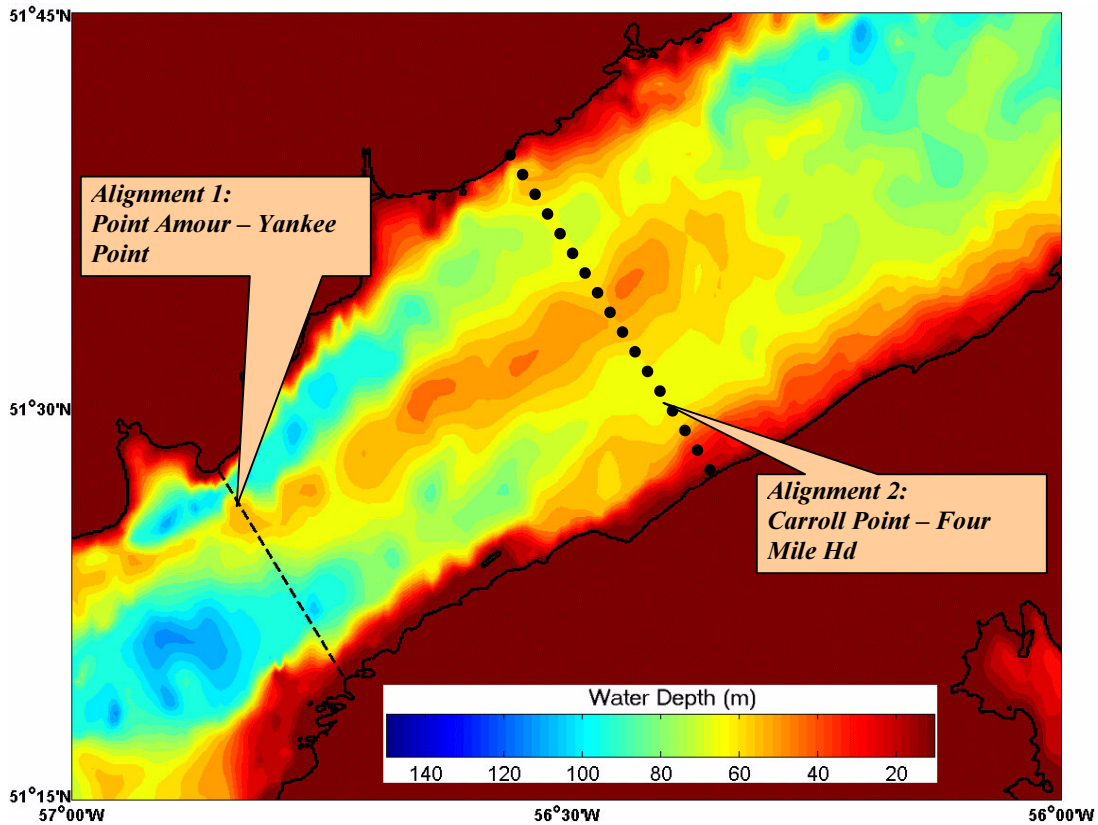 51°45'N
Alignment 1:
Point Amour – Yankee
Point
51°30'N
Alignment 2:
Carroll Point – Four
Mile Hd
Water Depth (m)
140 120 100 80 60 40 20
51°15'N
57°00'W 56°30'W 56°00'W